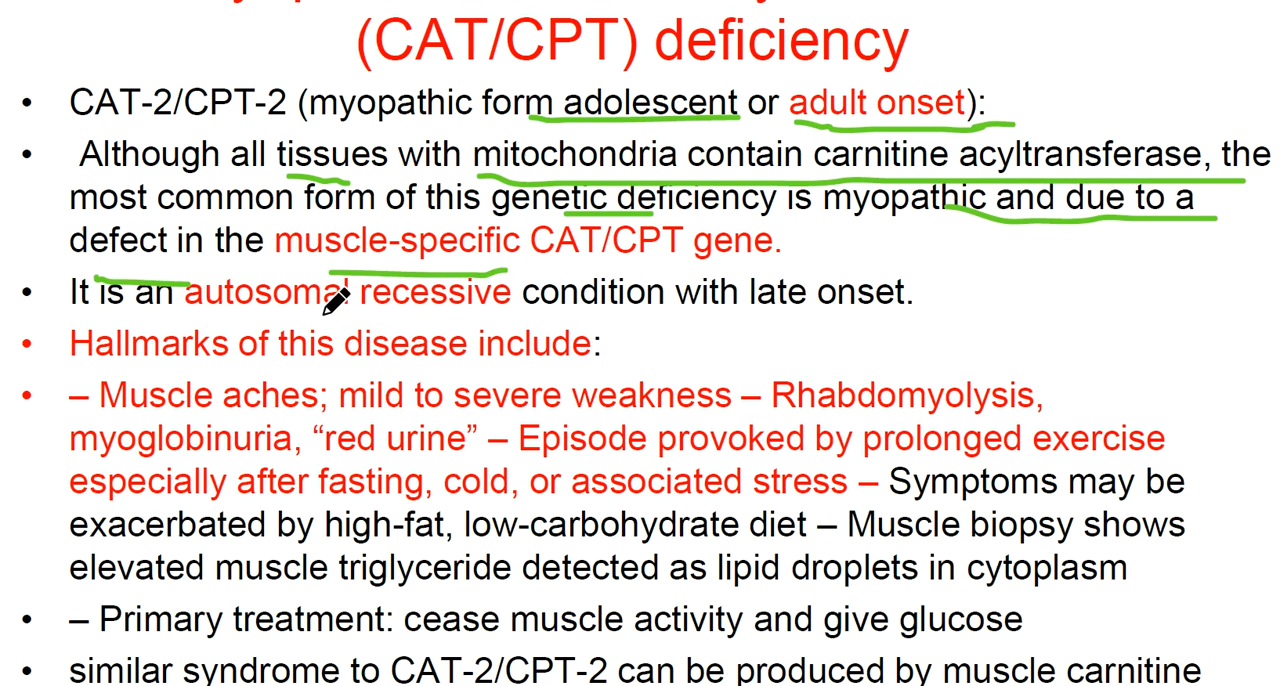 (CAT/CPT) deficiency
• CAT-2/CPT-2 (myopathic form adolescent or adult onset):
• Although all tissues with mitochondria contain carnitine acyltransferase, the
most common form of this genetic deficiency is myopathic and due to a
defect in the muscle-specific CAT/CPT gene.
• It is an autosomal recessive condition with late onset.
• Hallmarks of this disease include:
• – Muscle aches; mild to severe weakness – Rhabdomyolysis,
myoglobinuria, “red urine” – Episode provoked by prolonged exercise
especially after fasting, cold, or associated stress – Symptoms may be
exacerbated by high-fat, low-carbohydrate diet – Muscle biopsy shows
elevated muscle triglyceride detected as lipid droplets in cytoplasm
• – Primary treatment: cease muscle activity and give glucose
• similar syndrome to CAT-2/CPT-2 can be produced by muscle carnitine